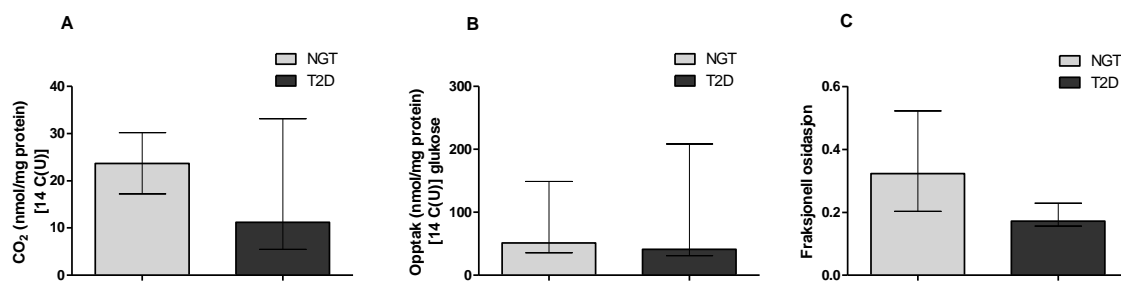 A
NGT
T2D
CO2 (nmol/mg protein)
[14 C(U)]
40
30
20
10
0
B
NGT
T2D
Opptak (nmol/mg protein)
[14 C(U)] glukose
300
200
100
0
C
NGT
T2D
Fraksjonell osidasjon
0.6
0.4
0.2
0.0